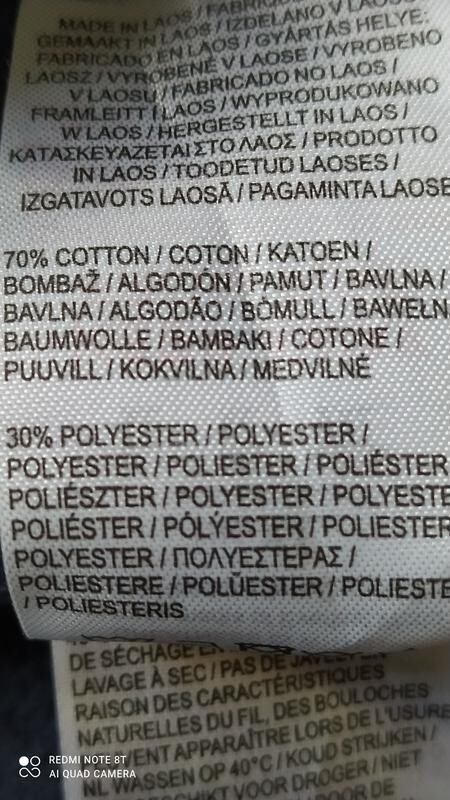 MADE IN LAOS / FABRIQUÉ
GEMAAKT IN LAOS / IZDELANO V LAOSU
FABRICADO EN LAOS / GYÁRTÁS HELYE:
LAOSZ / VYROBENÉ V LAOSE / VYROBENO
V LAOSU / FABRICADO NO LAOS /
FRAMLEITT Í LAOS / WYPRODUKOWANO
W LAOS / HERGESTELLT IN LAOS /
ΚΑΤΑΣΚΕΥΑΖΕΤΑΙ ΣΤΟ ΛΑΟΣ / PRODOTTO
IN LAOS / TOODETUD LAOSES /
IZGATAVOTS LAOSĀ / PAGAMINTA LAOSE
70% COTTON / COTON / KATOEN /
BOMBAŽ / ALGODÓN / PAMUT / BAVLNA /
BAVLNA / ALGODÃO / BÓMULL / BAWEŁN
BAUMWOLLE / BAMBAKI / COTONE /
PUUVILL / KOKVILNA / MEDVILNĖ
30% POLYESTER / POLYESTER /
POLYESTER / POLIESTER / POLIÉSTER
POLIÉSZTER / POLYESTER / POLYESTE
POLIÉSTER / PÓLÝESTER / POLIESTER
POLYESTER / ΠΟΛΥΕΣΤΕΡΑΣ /
POLIESTERE / POLÜESTER / POLIESTE
/ POLIESTERIS
DE SÉCHAGE
LAVAGE À SEC / PAS DE
RAISON DES CARACTÉRISTIQUES
NATURELLES DU FIL, DES BOULOCHES
APPARAÎTRE LORS DE L'USURE
NL WASSEN OP 40°C / KOUD STRIJKEN /
VOOR DROGER / NIET
REDMI NOTE 8T
AI QUAD CAMERA